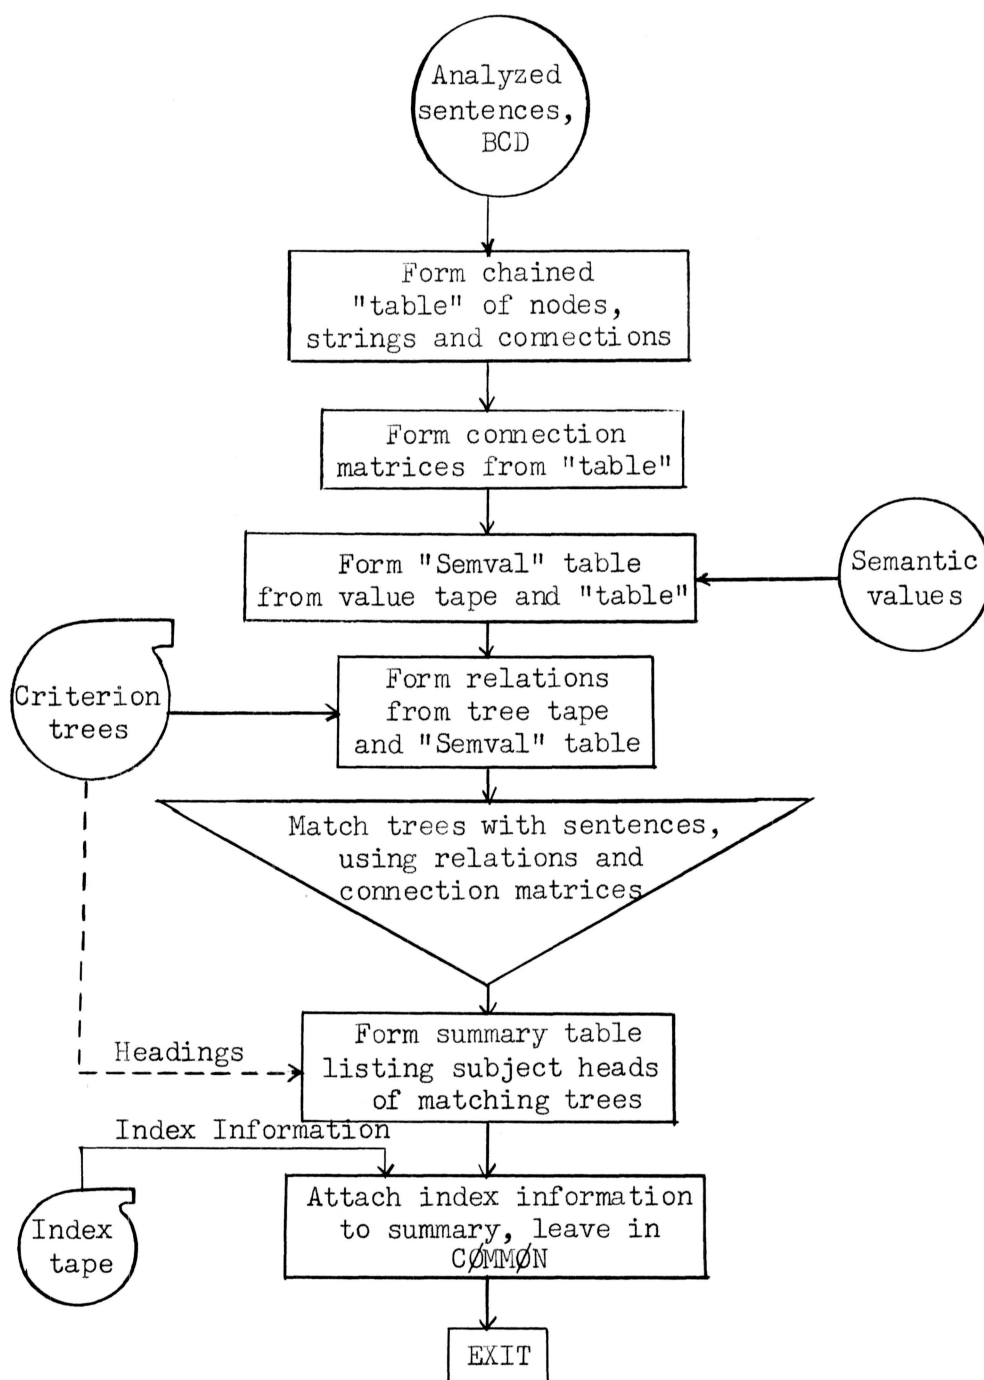 Analyzed
sentences,
BCD
Form chained
"table" of nodes,
strings and connections
Form connection
matrices from "table"
Form "Semval" table
from value tape and "table"
Semantic
values
Criterion
trees
Form relations
from tree tape
and "Semval" table
Match trees with sentences,
using relations and
connection matrices
Headings
Form summary table
listing subject heads
of matching trees
Index Information
Index
tape
Attach index information
to summary, leave in
CØMMØN
EXIT